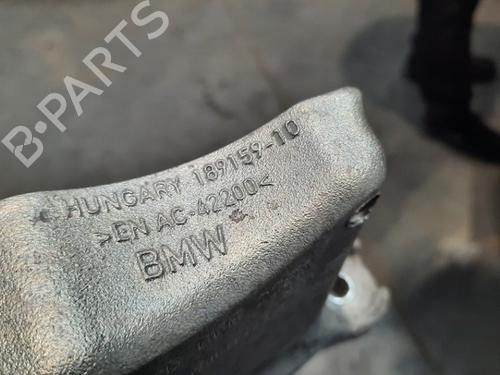 B-PARTS
HUNGARY 189159-10
>EN AC-42200<
BMW